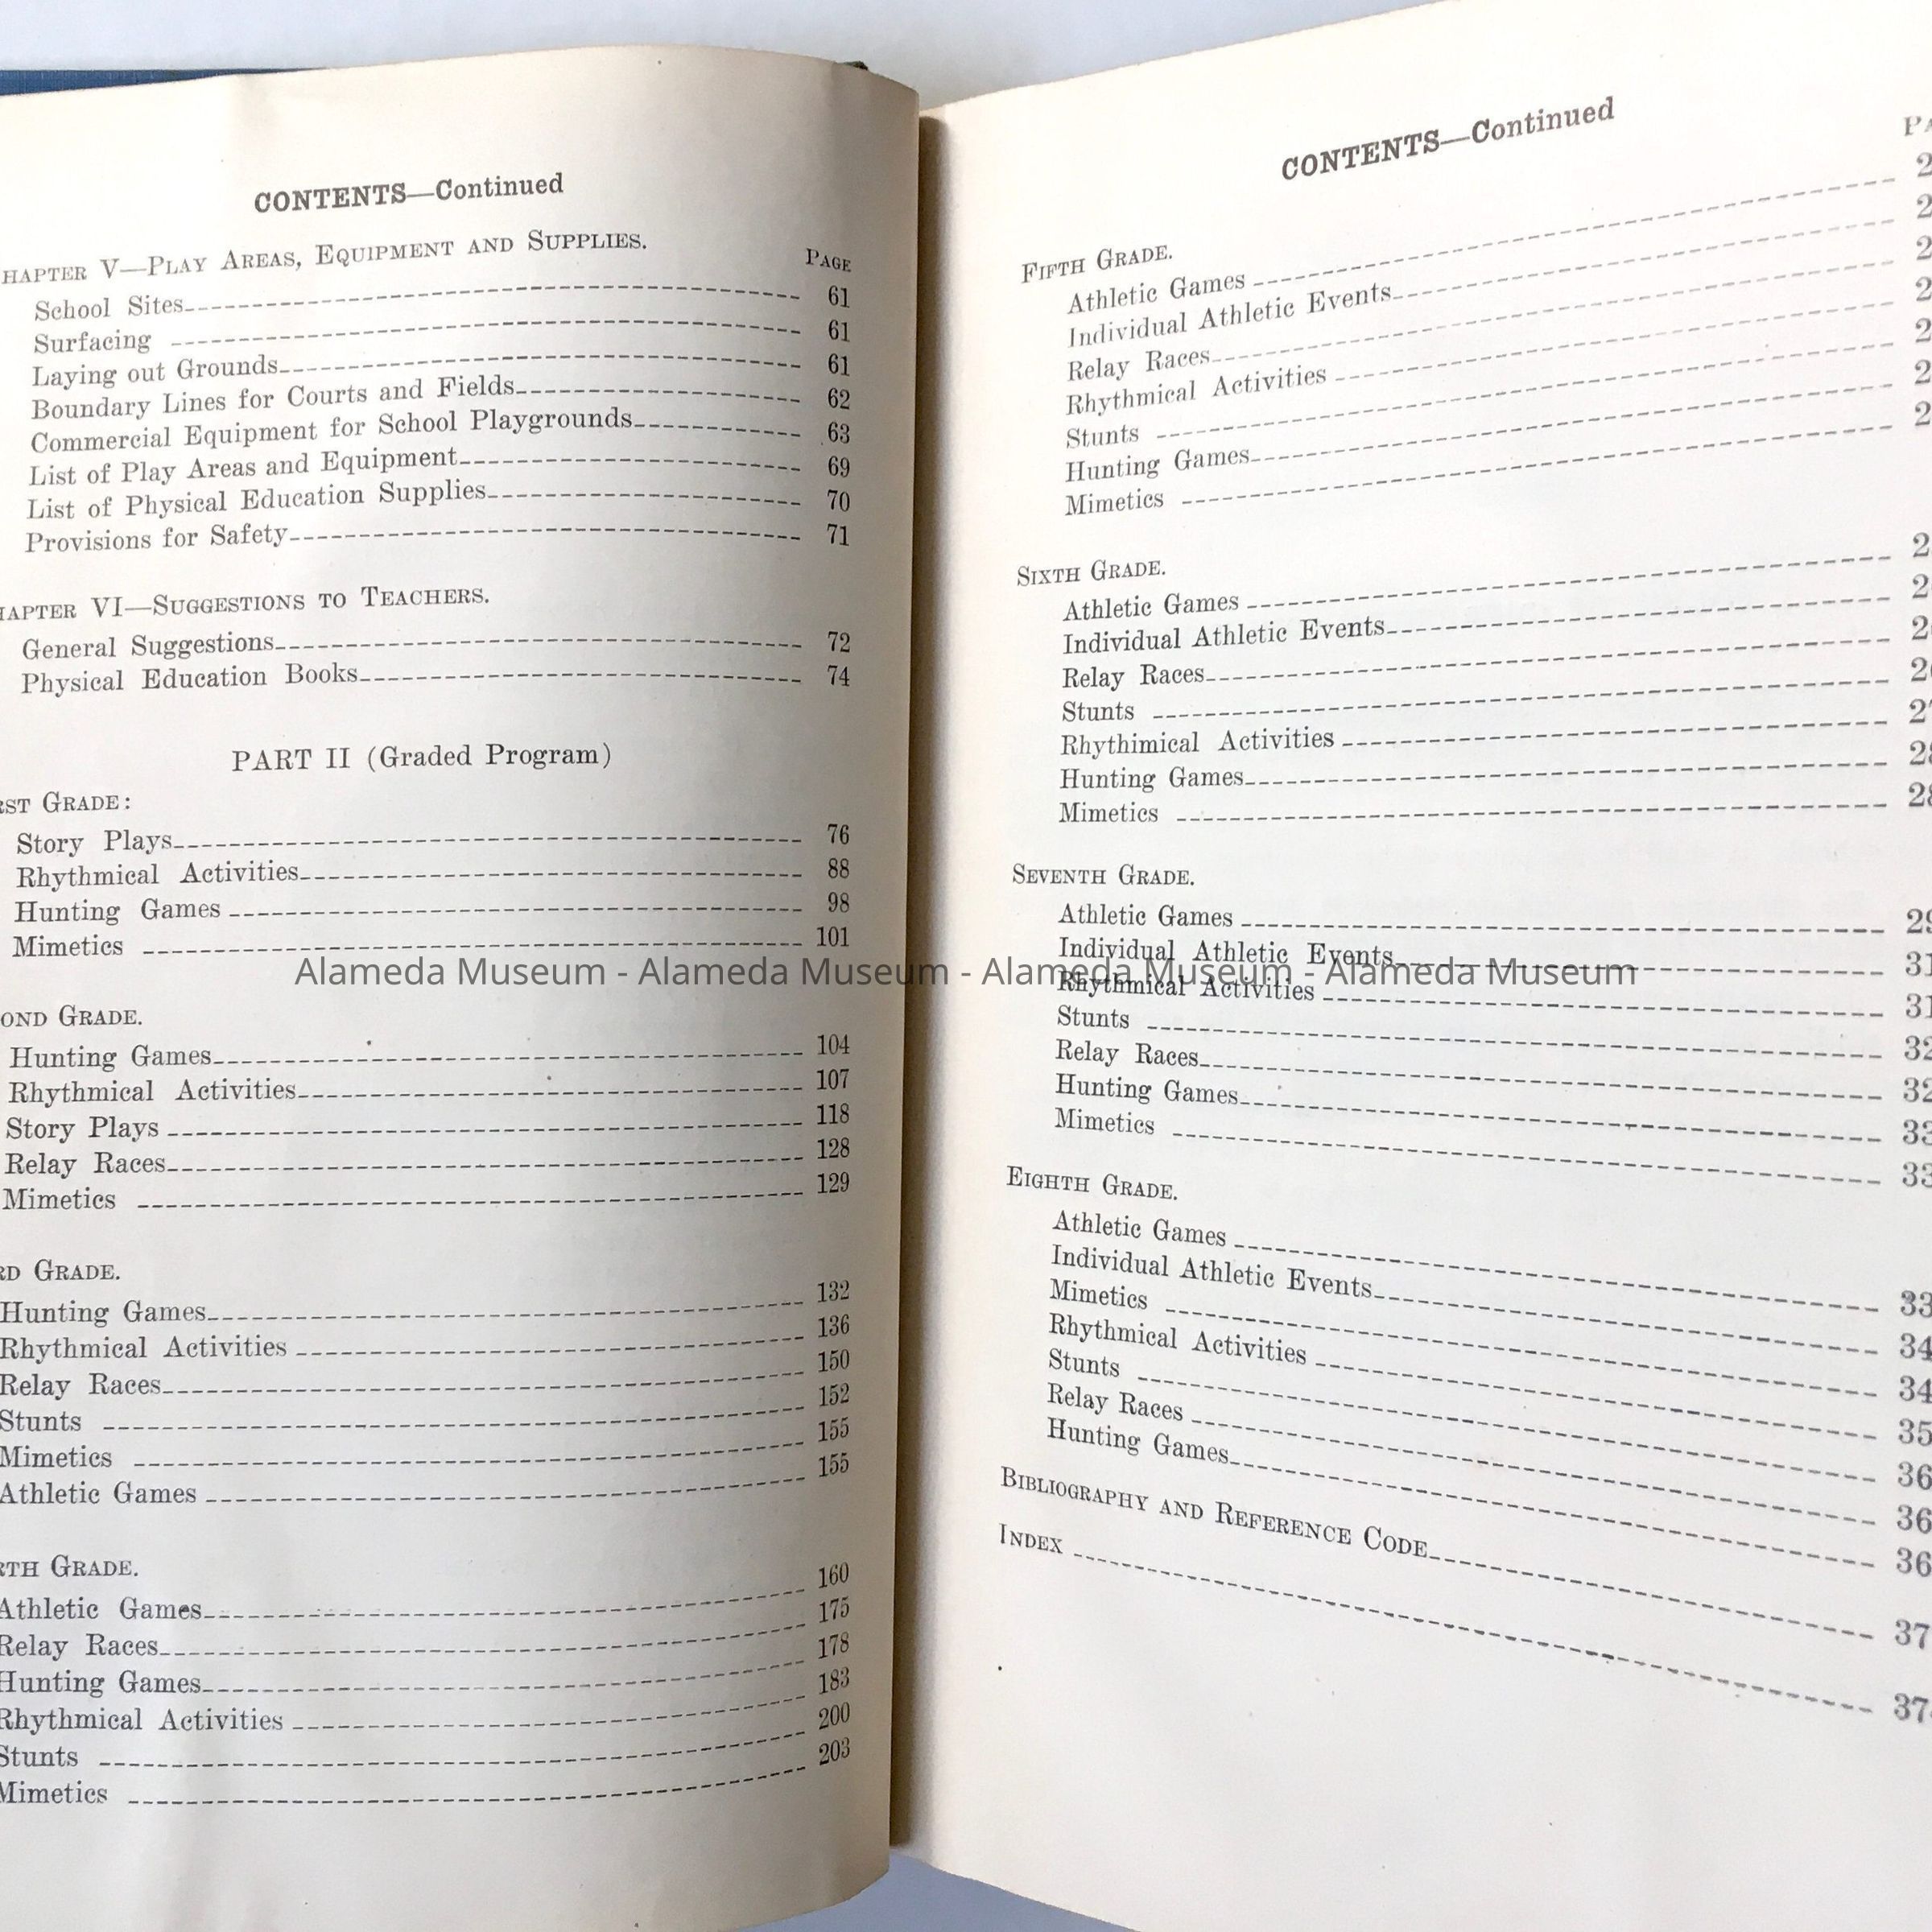 CONTENTS—Continued
HAPTER V—PLAY AREAS, EQUIPMENT AND SUPPLIES.
PAGE
School Sites 61
Surfacing 61
Laying out Grounds 61
Boundary Lines for Courts and Fields 62
Commercial Equipment for School Playgrounds 63
List of Play Areas and Equipment 69
List of Physical Education Supplies 70
Provisions for Safety 71
HAPTER VI—SUGGESTIONS TO TEACHERS.
General Suggestions 72
Physical Education Books 74
PART II (Graded Program)
RST GRADE:
Story Plays 76
Rhythmical Activities 88
Hunting Games 98
Mimetics 101
OND GRADE.
Hunting Games 104
Rhythmical Activities 107
Story Plays 118
Relay Races 128
Mimetics 129
RD GRADE.
Hunting Games 132
Rhythmical Activities 136
Relay Races 150
Stunts 152
Mimetics 155
Athletic Games 155
RTH GRADE.
Athletic Games 160
Relay Races 175
Hunting Games 178
Rhythmical Activities 183
Stunts 200
Mimetics 203
CONTENTS—Continued
FIFTH GRADE.
Athletic Games
Individual Athletic Events
Relay Races
Rhythmical Activities
Stunts
Hunting Games
Mimetics
SIXTH GRADE.
Athletic Games
Individual Athletic Events
Relay Races
Stunts
Rhythimical Activities
Hunting Games
Mimetics
SEVENTH GRADE.
Athletic Games
Individual Athletic Events
Rhythmical Activities
Stunts
Relay Races
Hunting Games
Mimetics
EIGHTH GRADE.
Athletic Games
Individual Athletic Events
Mimetics
Rhythmical Activities
Stunts
Relay Races
Hunting Games
BIBLIOGRAPHY AND REFERENCE CODE
INDEX
Alameda Museum - Alameda Museum - Alameda Museum - Alameda Museum